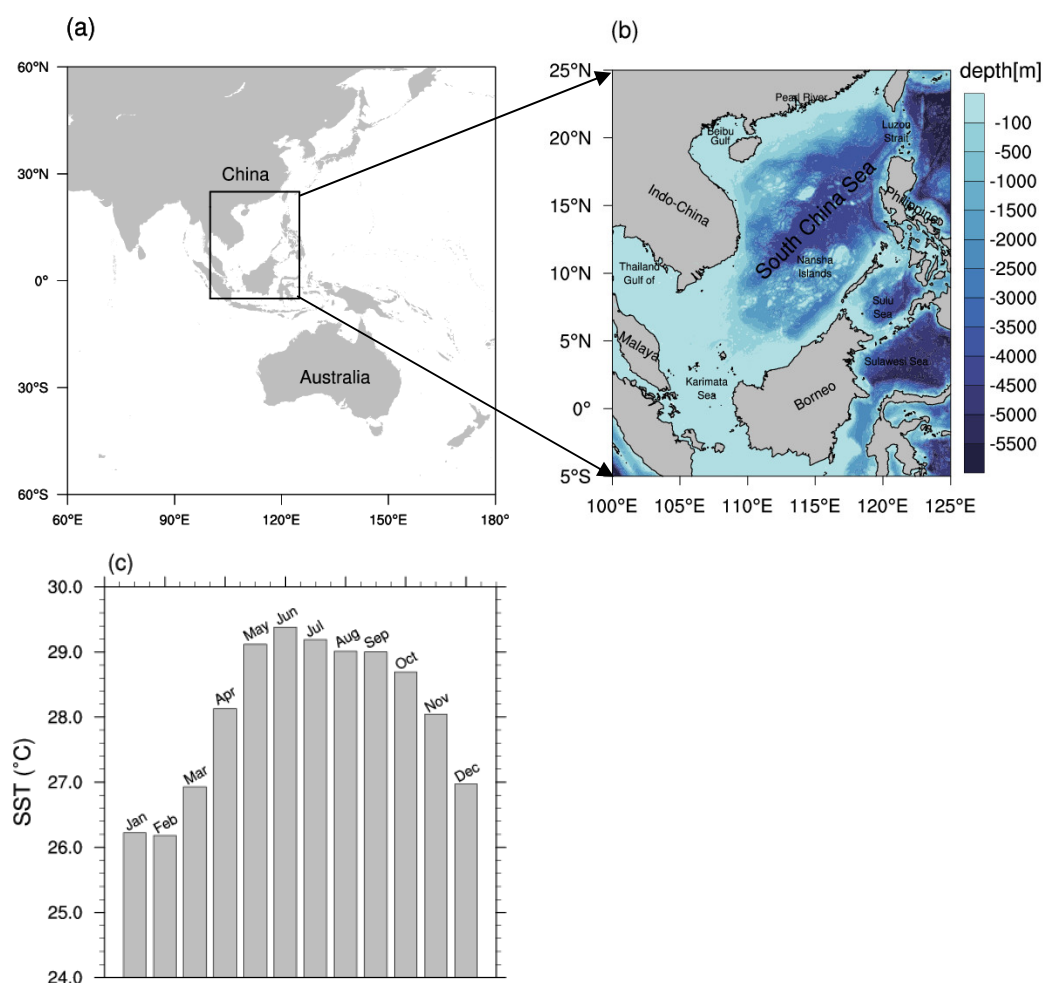 (a)
60°N
30°N
0°
30°S
60°S
60°E
90°E
120°E
150°E
180°
China
Australia
(b)
depth[m]
25°N
20°N
15°N
10°N
5°N
0°
5°S
100°E
105°E
110°E
115°E
120°E
125°E
Pearl River
Beibu
Gulf
Luzon
Strait
Indo-China
South China Sea
Philippines
Thailand
Gulf of
Nansha
Islands
Sulu
Sea
Malaya
Sulawesi Sea
Karimata
Sea
Borneo
-100
-500
-1000
-1500
-2000
-2500
-3000
-3500
-4000
-4500
-5000
-5500
(c)
SST (°C)
30.0
29.0
28.0
27.0
26.0
25.0
24.0
Jan
Feb
Mar
Apr
May
Jun
Jul
Aug
Sep
Oct
Nov
Dec